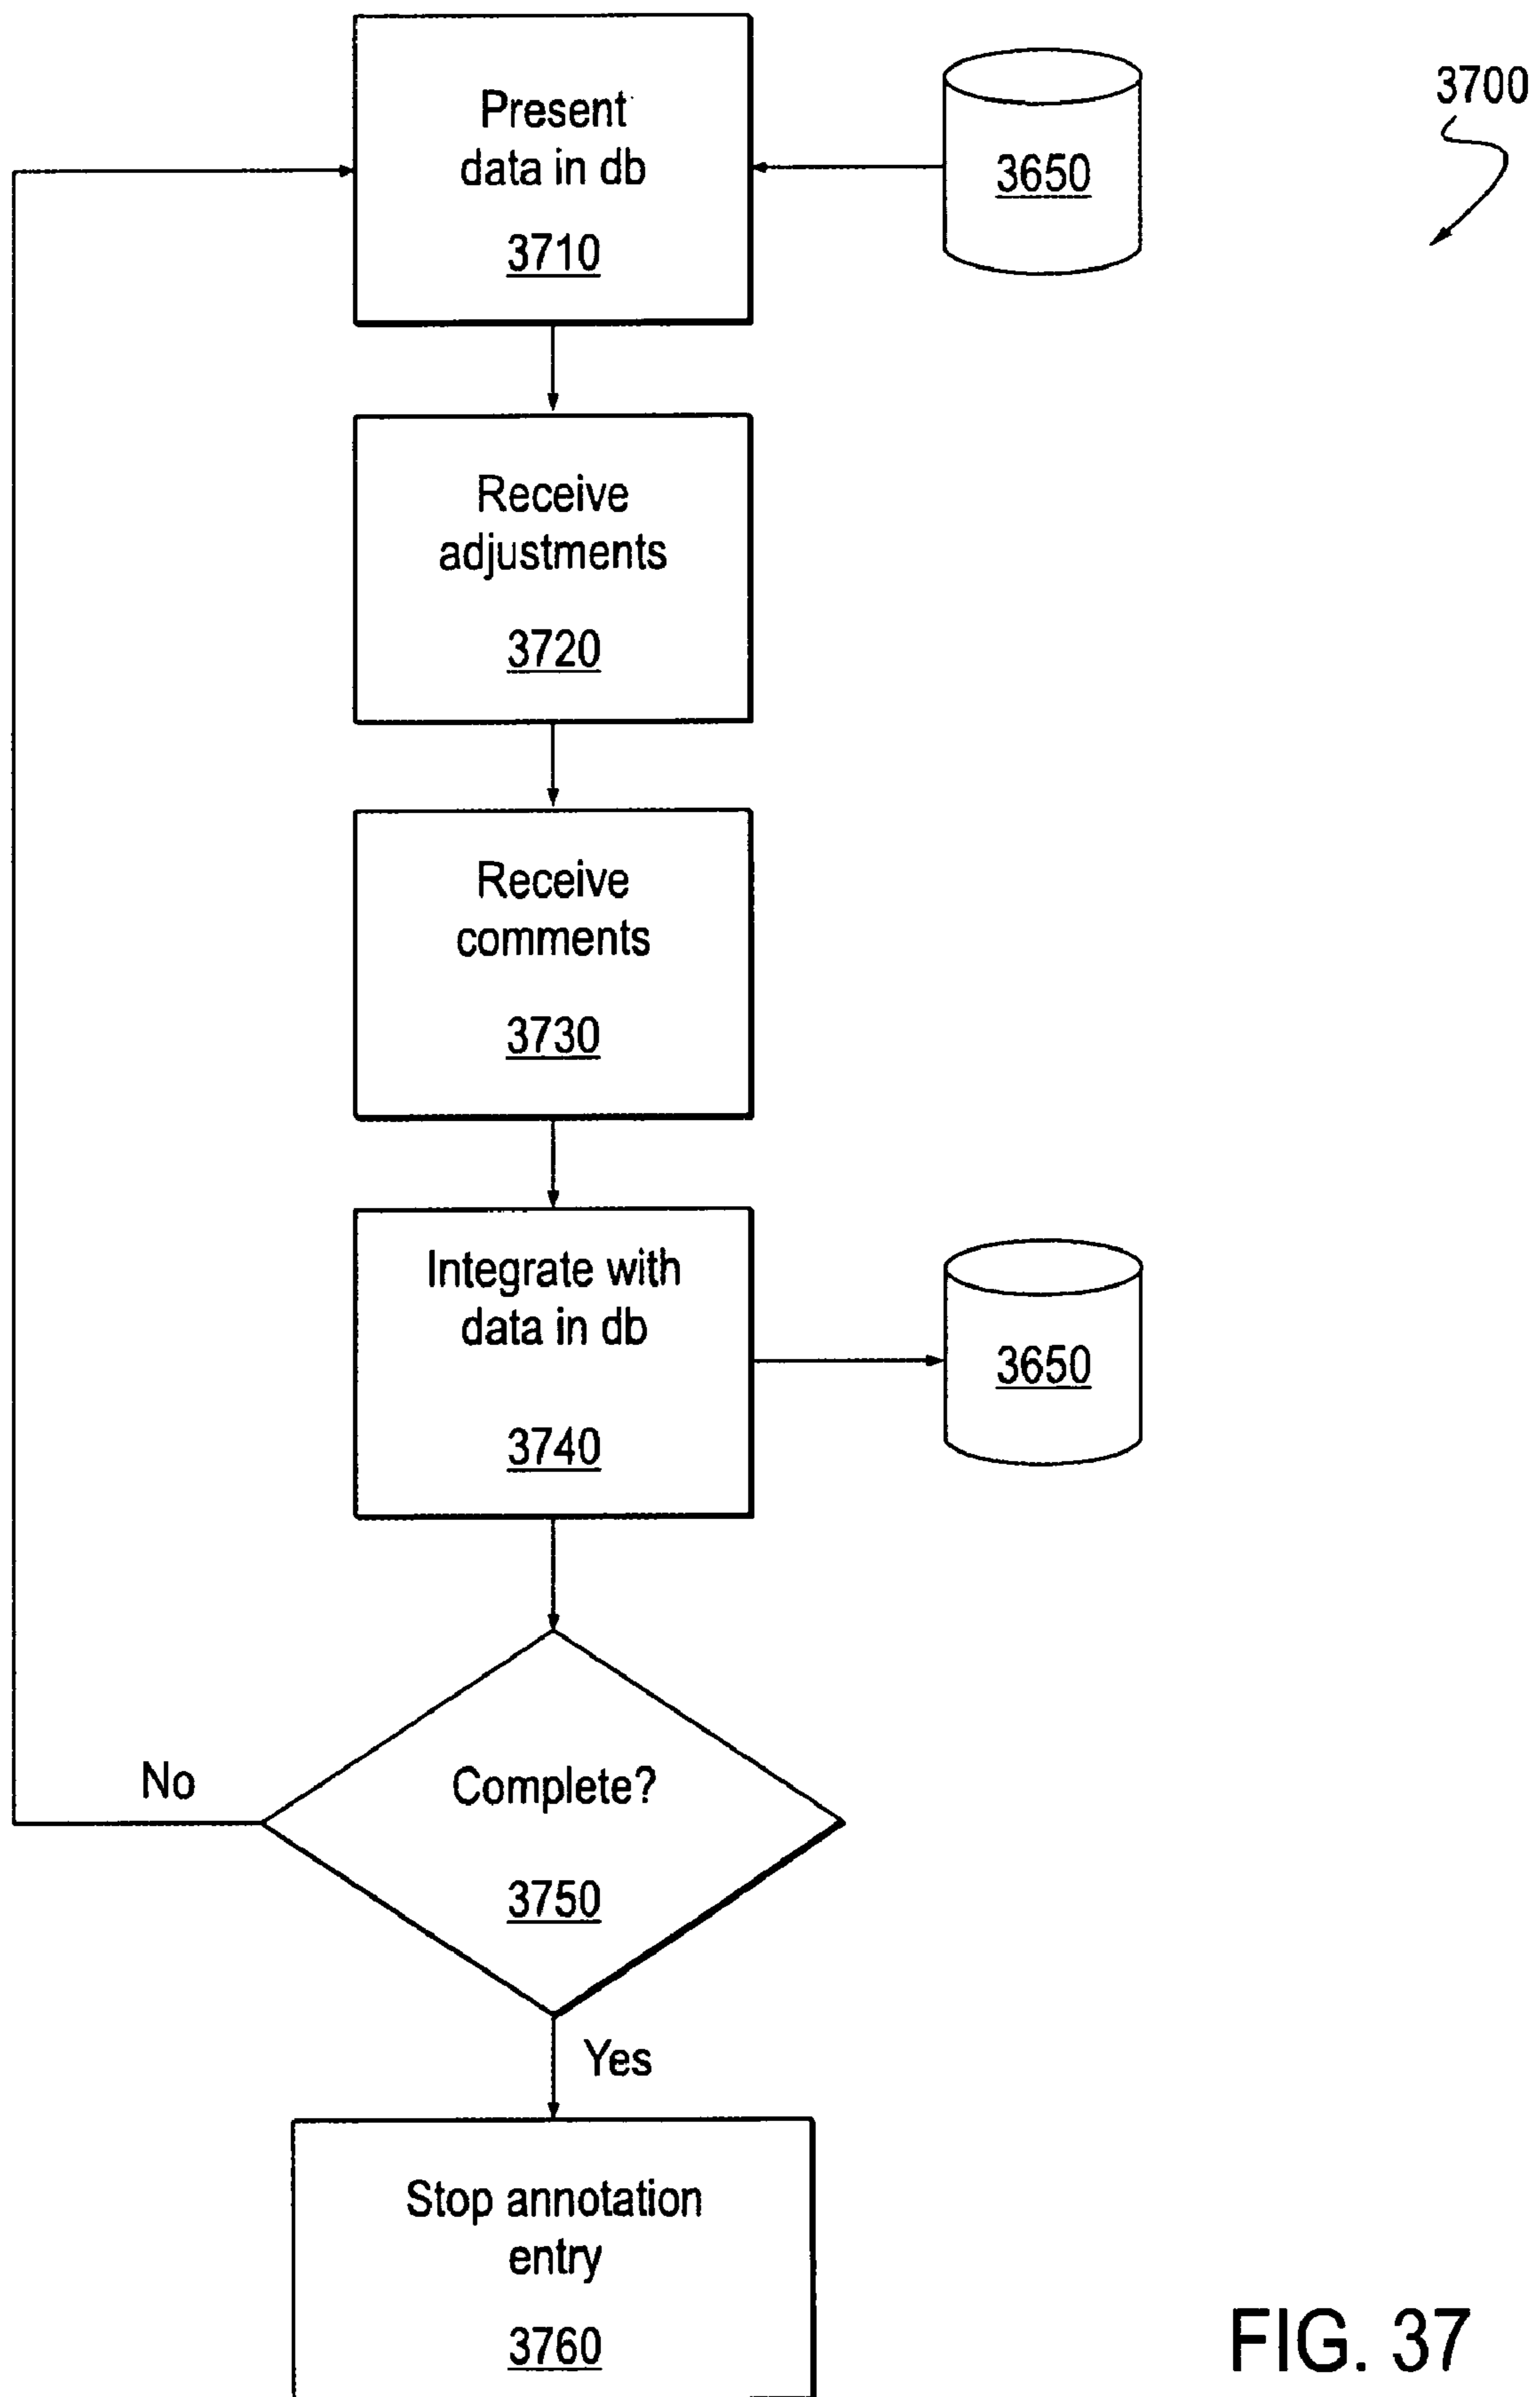 Present
data in db
3710
3650
3700
Receive
adjustments
3720
Receive
comments
3730
Integrate with
data in db
3740
3650
No
Complete?
3750
Yes
Stop annotation
entry
3760
FIG. 37